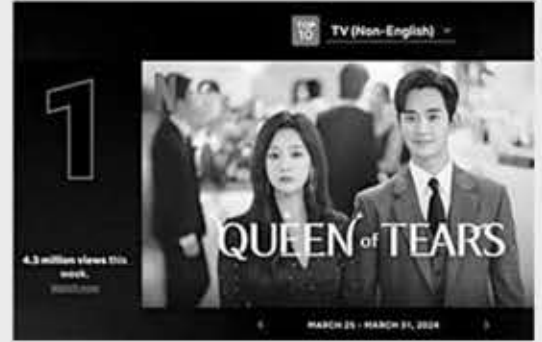 TOP
10
TV (Non-English)
1
4.3 million views this
week.
QUEEN of TEARS
MARCH 25 - MARCH 31, 2024